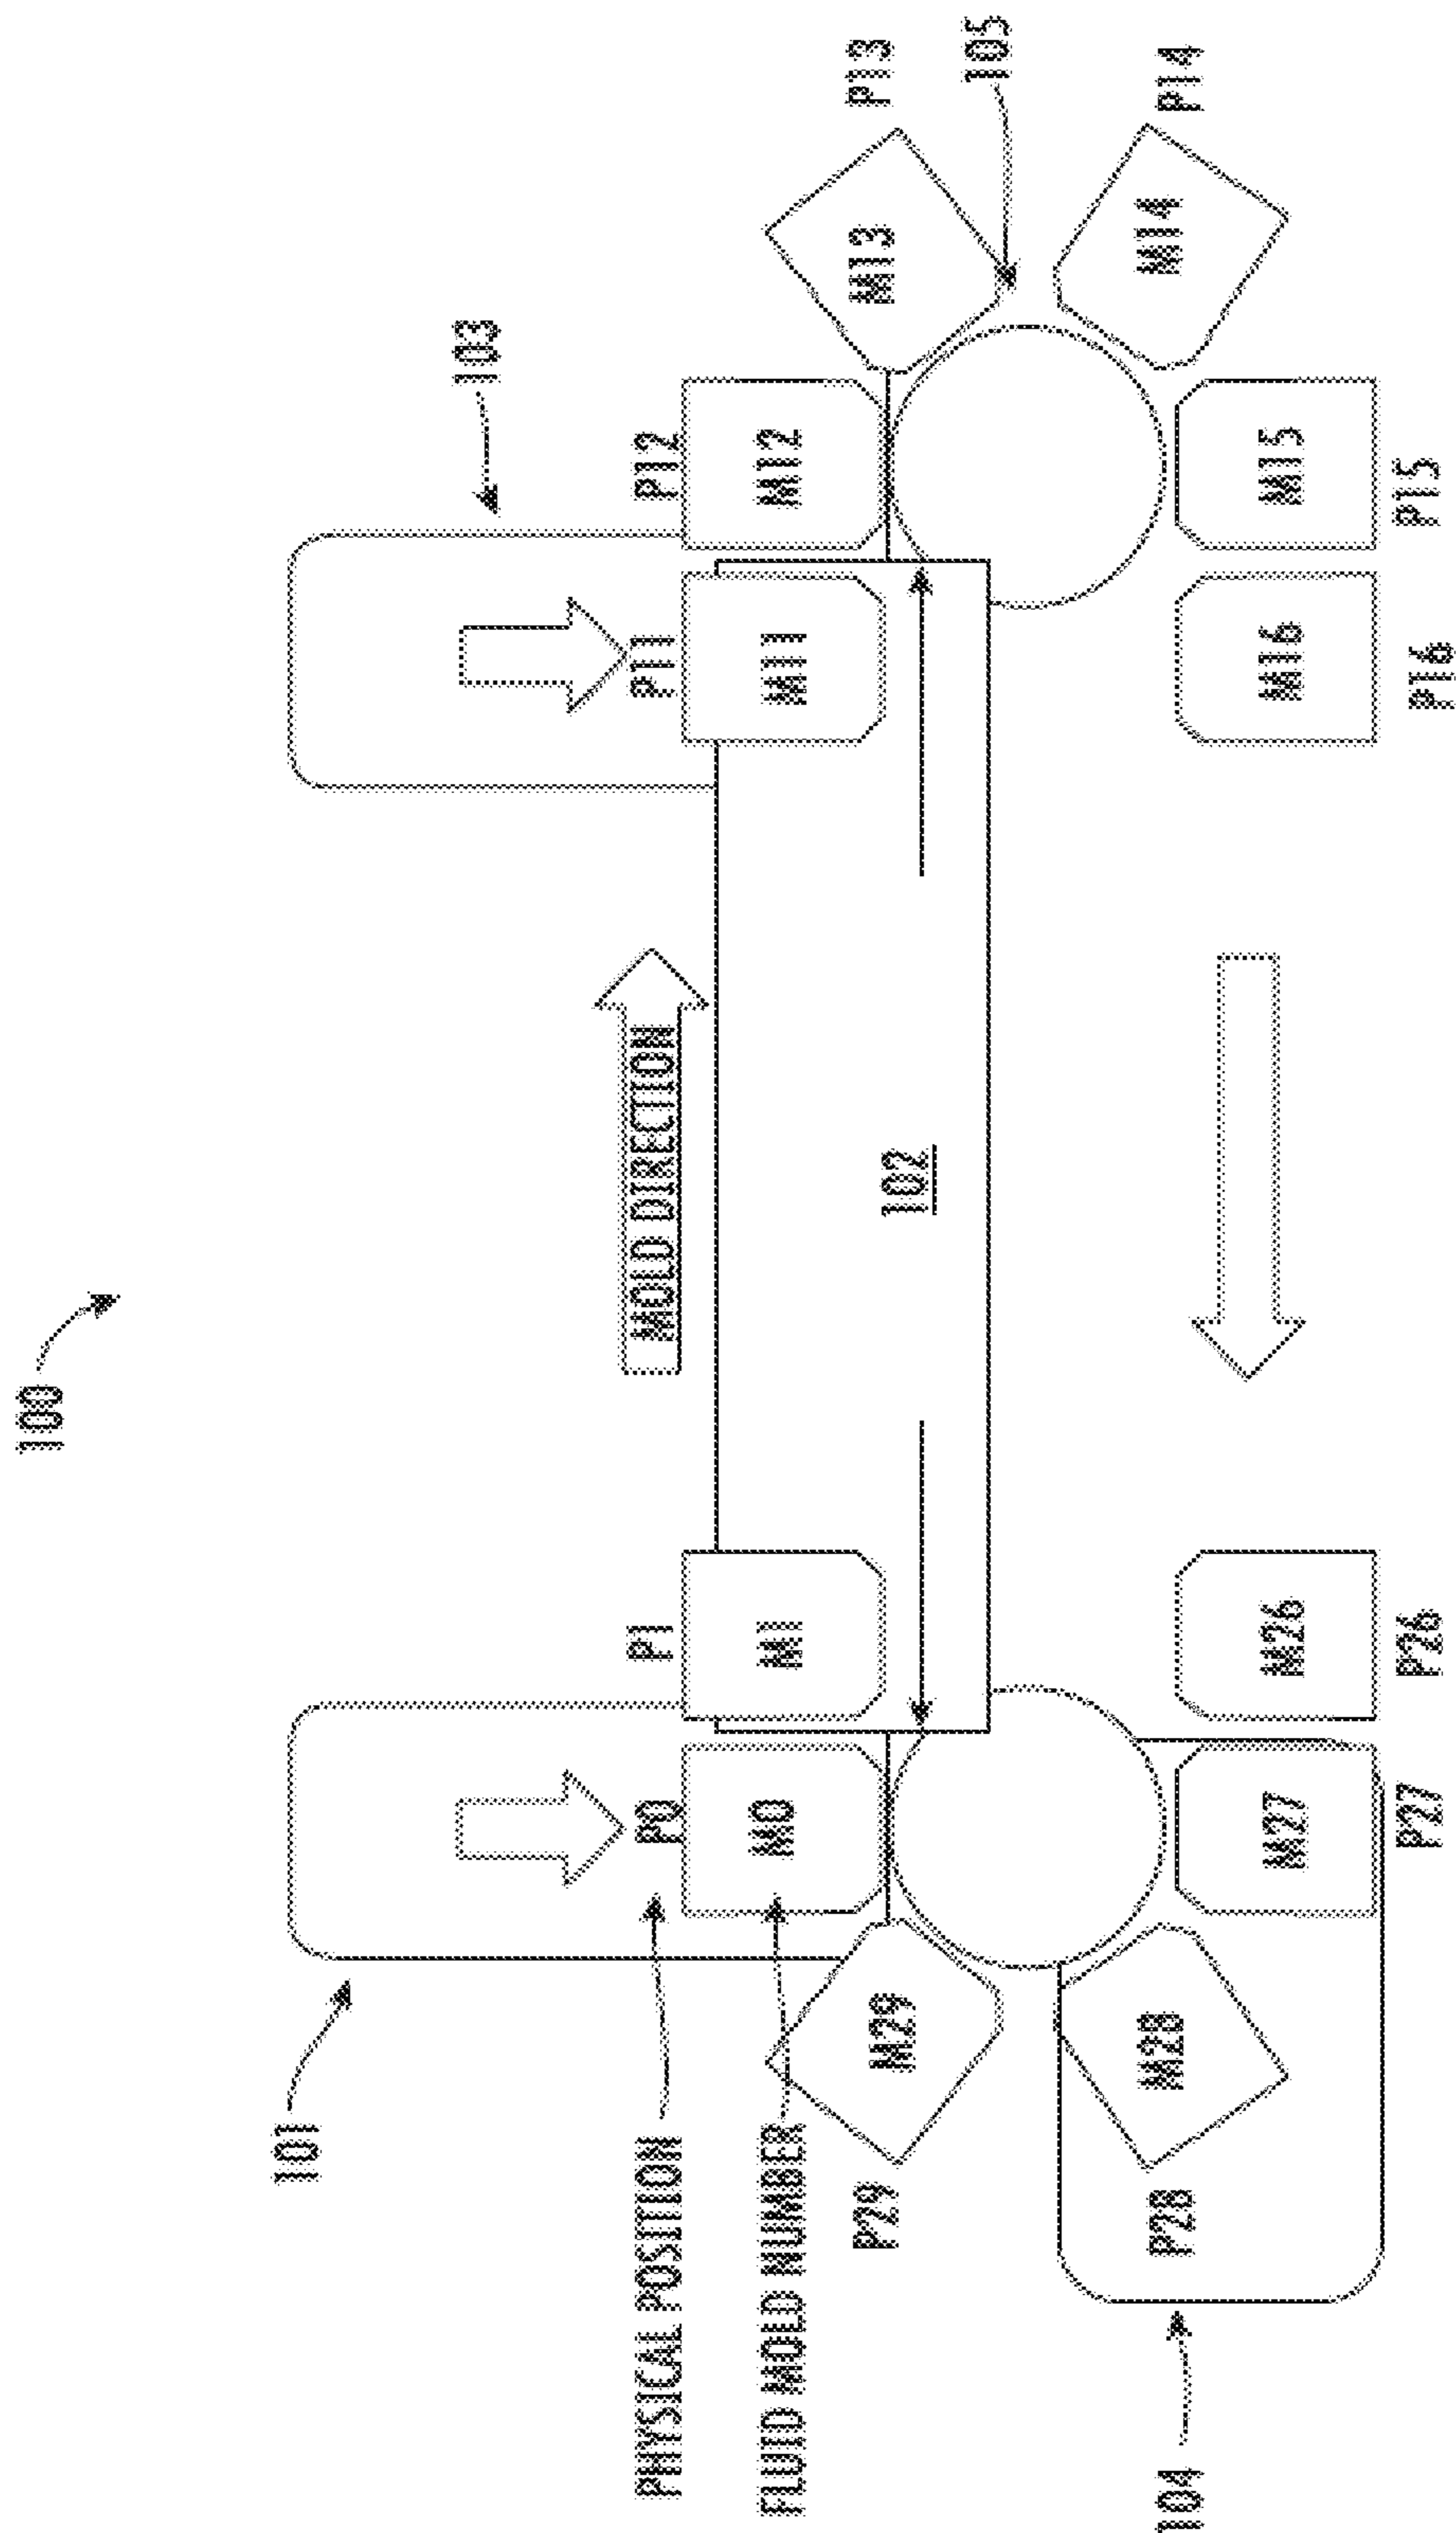 100
103
105
P13
M13
P12
M12
P11
M11
MOLD DIRECTION
P14
M14
M15
P15
M16
P16
102
101
P1
M1
P0
M0
PHYSICAL POSITION
FLUID MOLD NUMBER
P29
M29
M28
P28
M26
P26
M27
P27
104